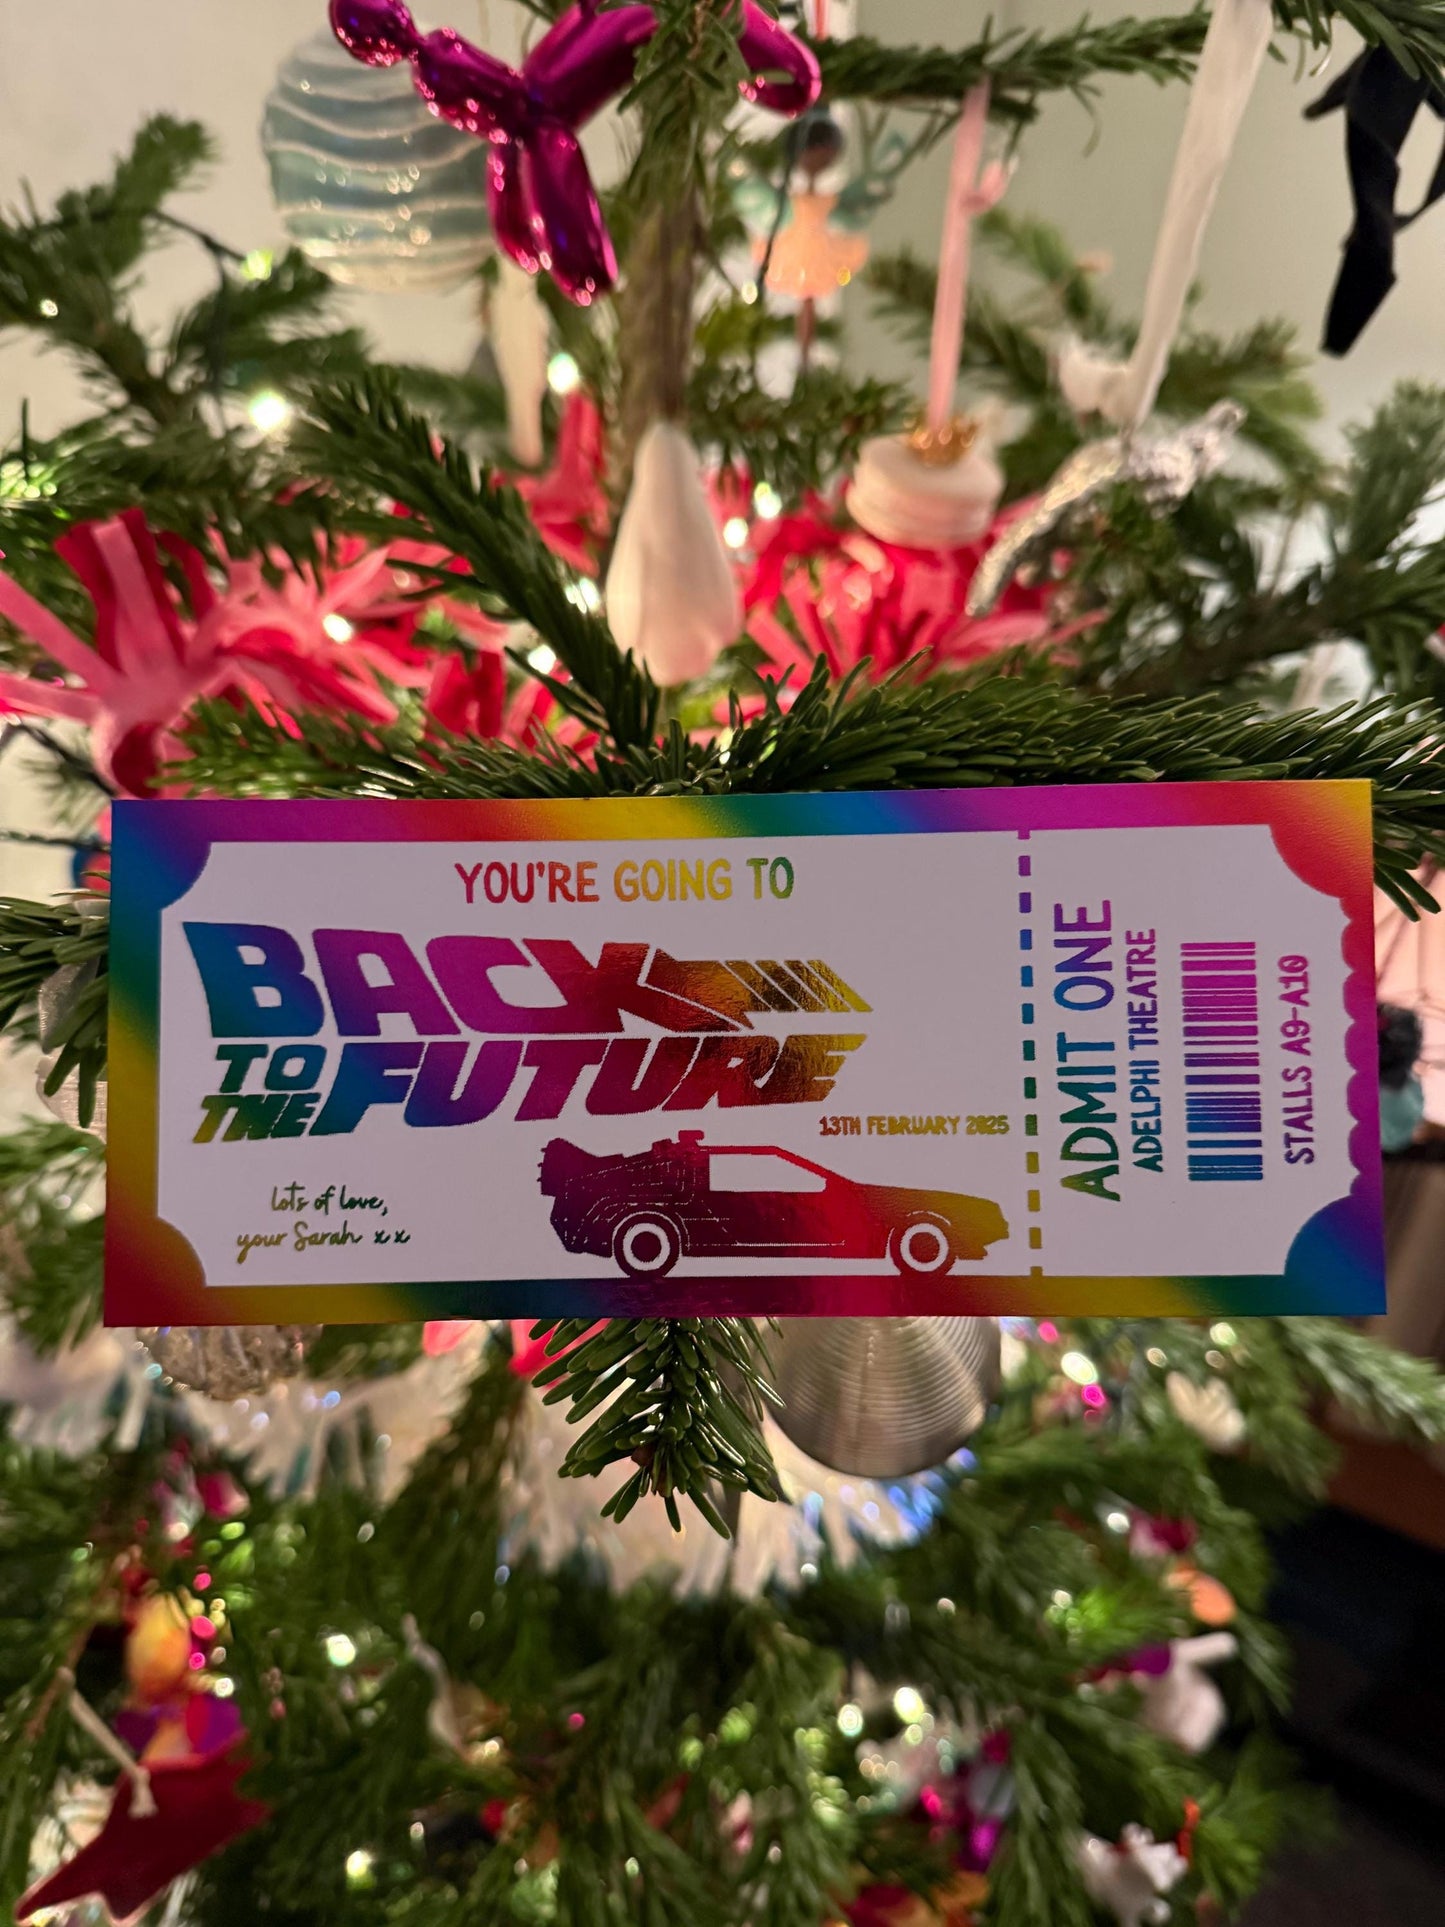 YOU'RE GOING TO
BACK
TO THE FUTURE
13TH FEBRUARY 2025
lots of love,
your Sarah x x
ADMIT ONE
ADELPHI THEATRE
STALLS A9-A10